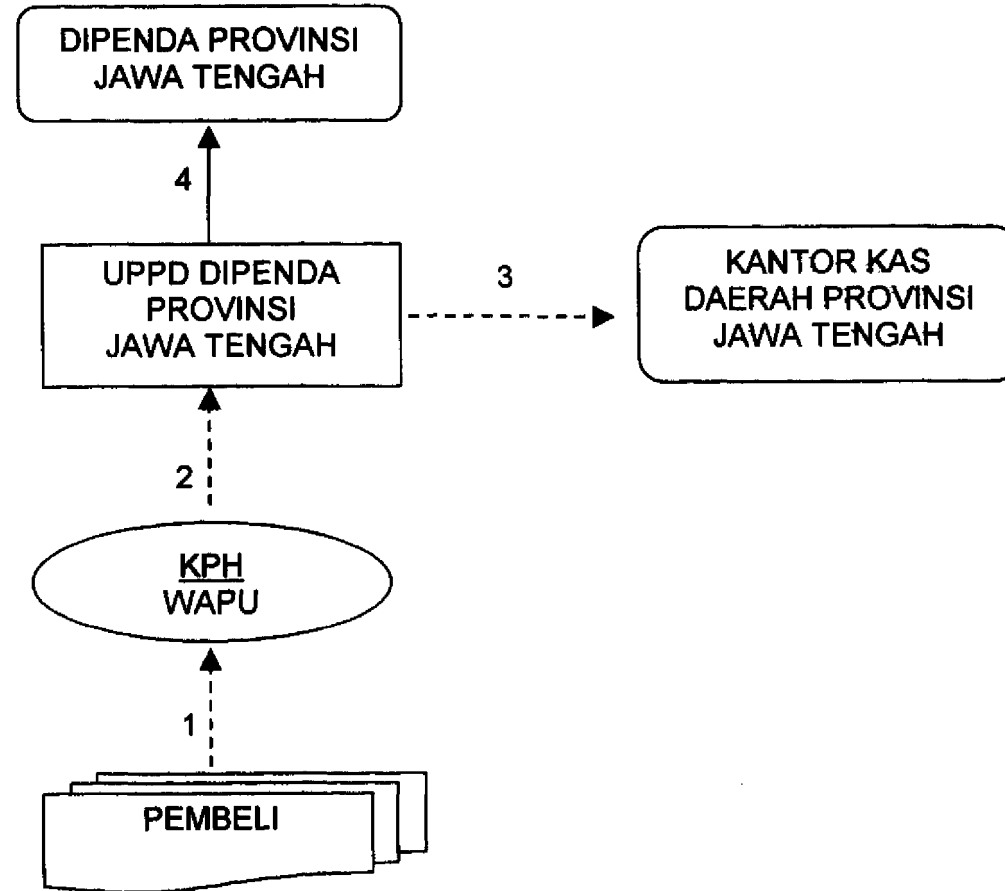 DIPENDA PROVINSI
JAWA TENGAH
4
UPPD DIPENDA
PROVINSI
JAWA TENGAH
3
KANTOR KAS
DAERAH PROVINSI
JAWA TENGAH
2
KPH
WAPU
1
PEMBELI